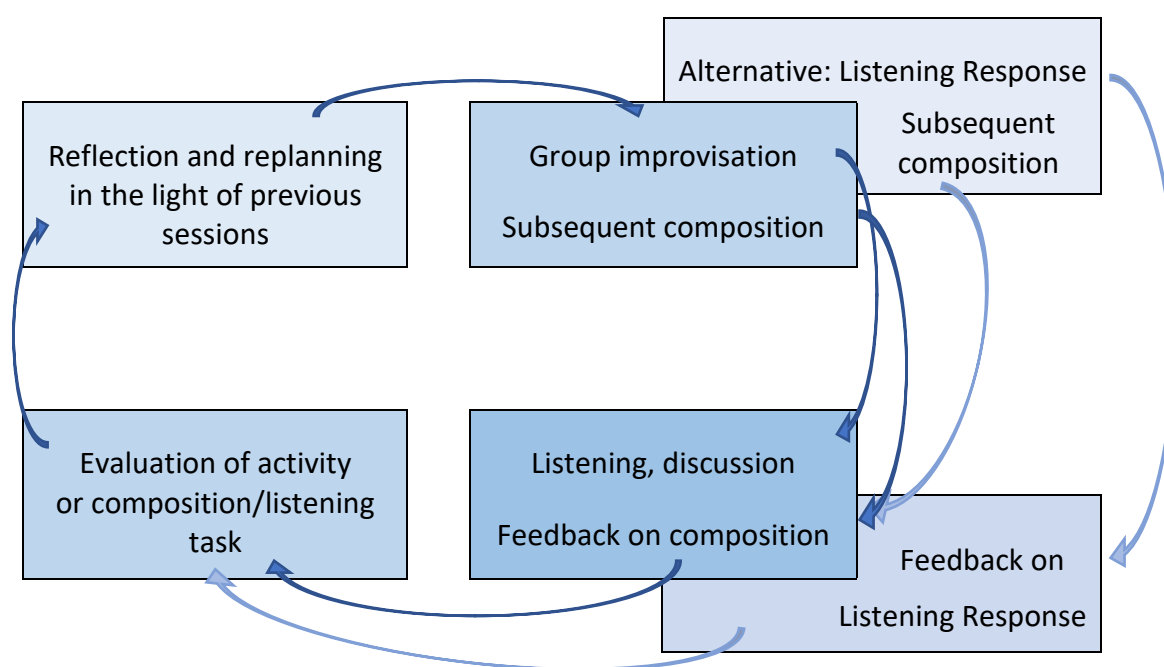 Alternative: Listening Response
Subsequent
composition
Reflection and replanning
in the light of previous
sessions
Group improvisation
Subsequent composition
Evaluation of activity
or composition/listening
task
Listening, discussion
Feedback on composition
Feedback on
Listening Response